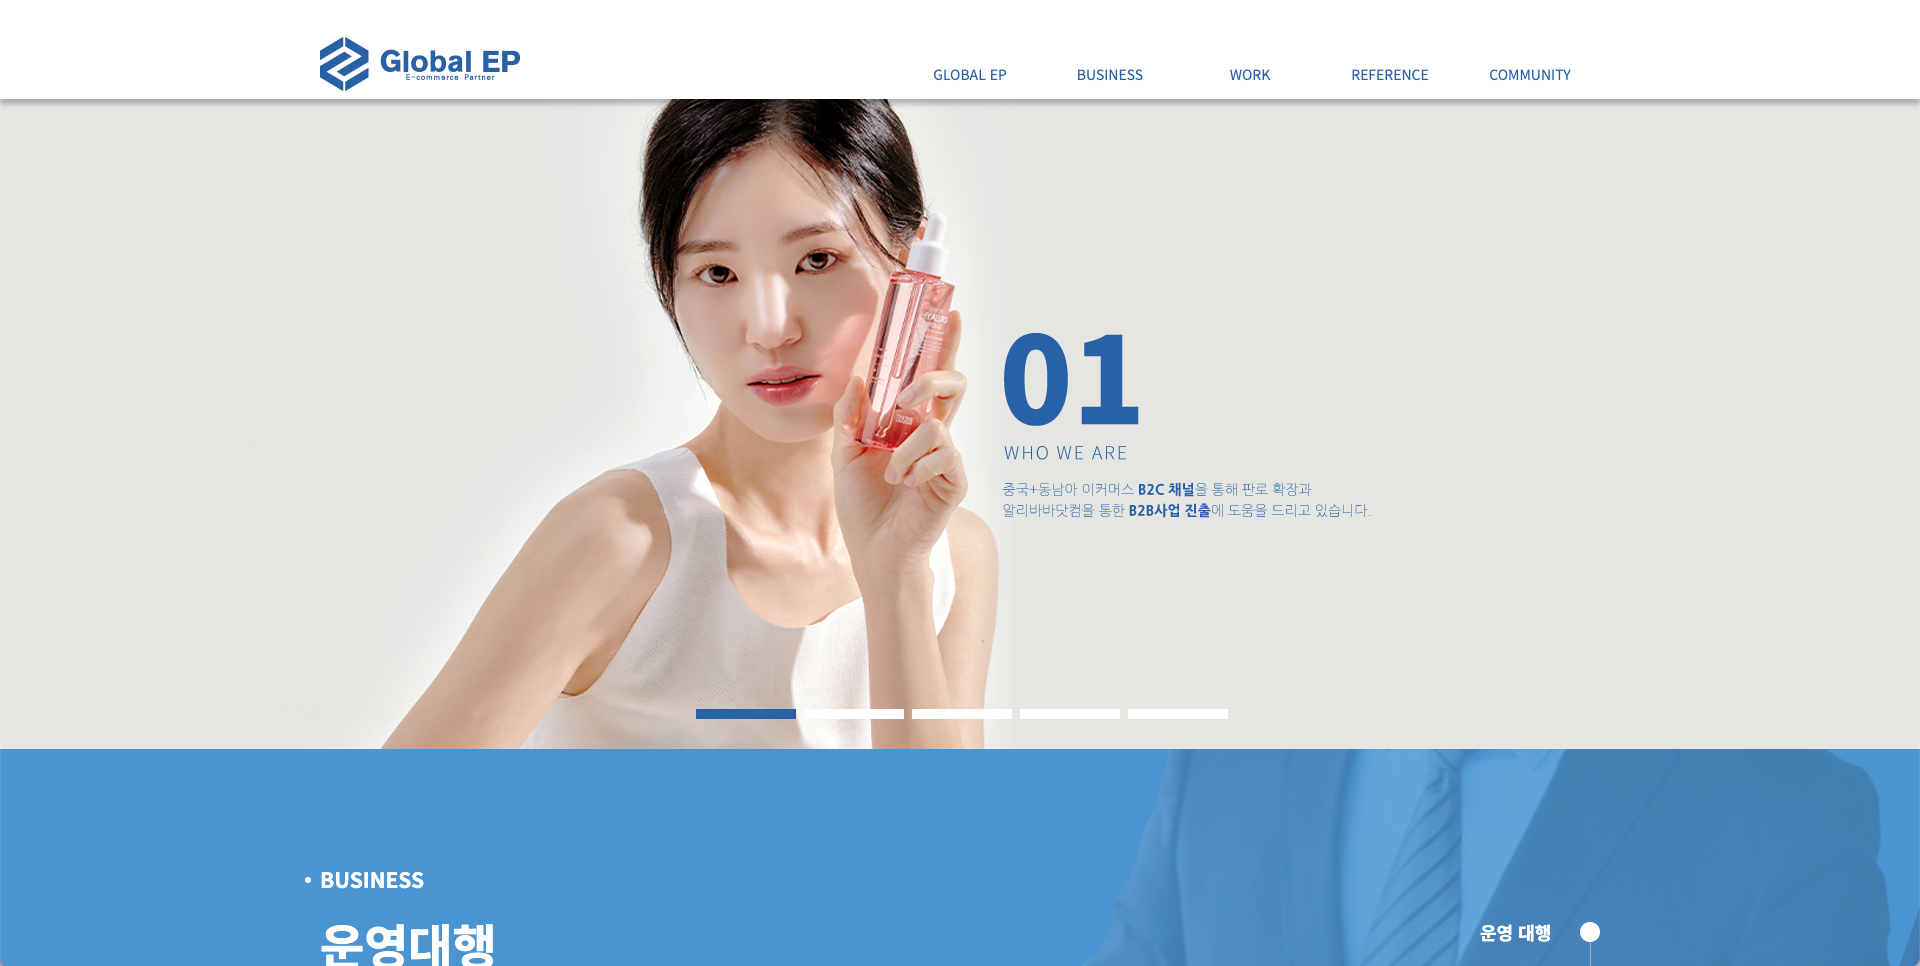 Global EP
E-commerce Partner
GLOBAL EP
BUSINESS
WORK
REFERENCE
COMMUNITY
01
WHO WE ARE
중국+동남아 이커머스 B2C 채널을 통해 판로 확장과
알리바바닷컴을 통한 B2B사업 진출에 도움을 드리고 있습니다.
BUSINESS
운영대행
운영 대행